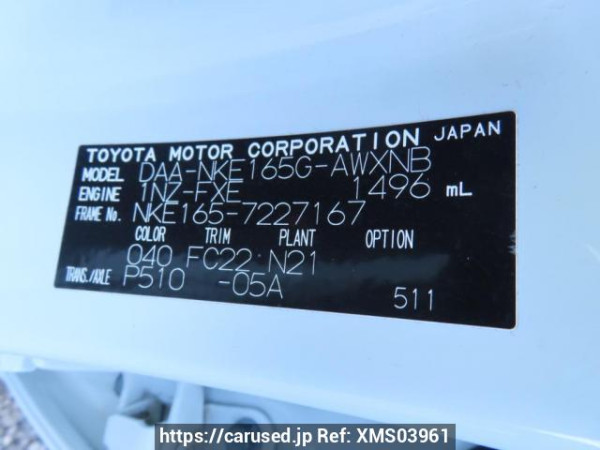 TOYOTA MOTOR CORPORATION JAPAN
MODEL DAA-NKE165G-AWXNB
ENGINE 1NZ-FXE 1496 mL
FRAME No. NKE165-7227167
COLOR TRIM PLANT OPTION
040 FC22 N21
TRANS./AXLE P510 -05A
511
https://carused.jp Ref: XMS03961